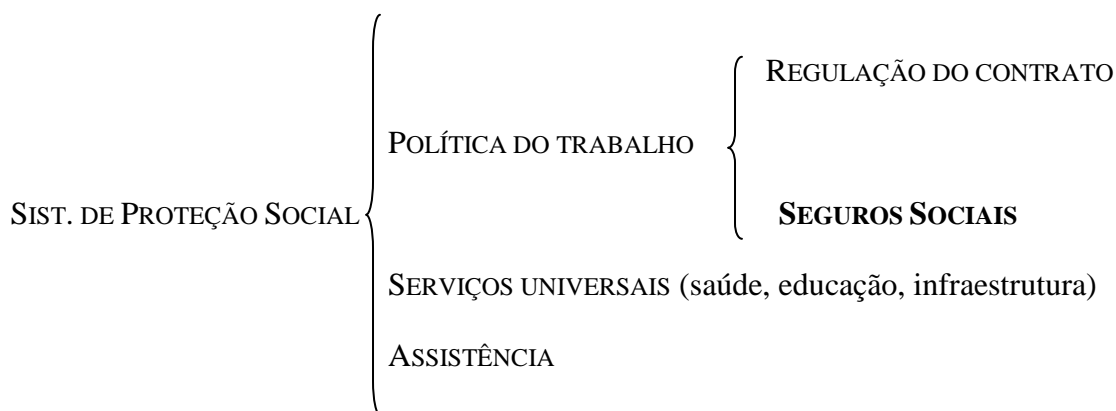 REGULAÇÃO DO CONTRATO
POLÍTICA DO TRABALHO
SIST. DE PROTEÇÃO SOCIAL
SEGUROS SOCIAIS
SERVIÇOS UNIVERSAIS (saúde, educação, infraestrutura)
ASSISTÊNCIA